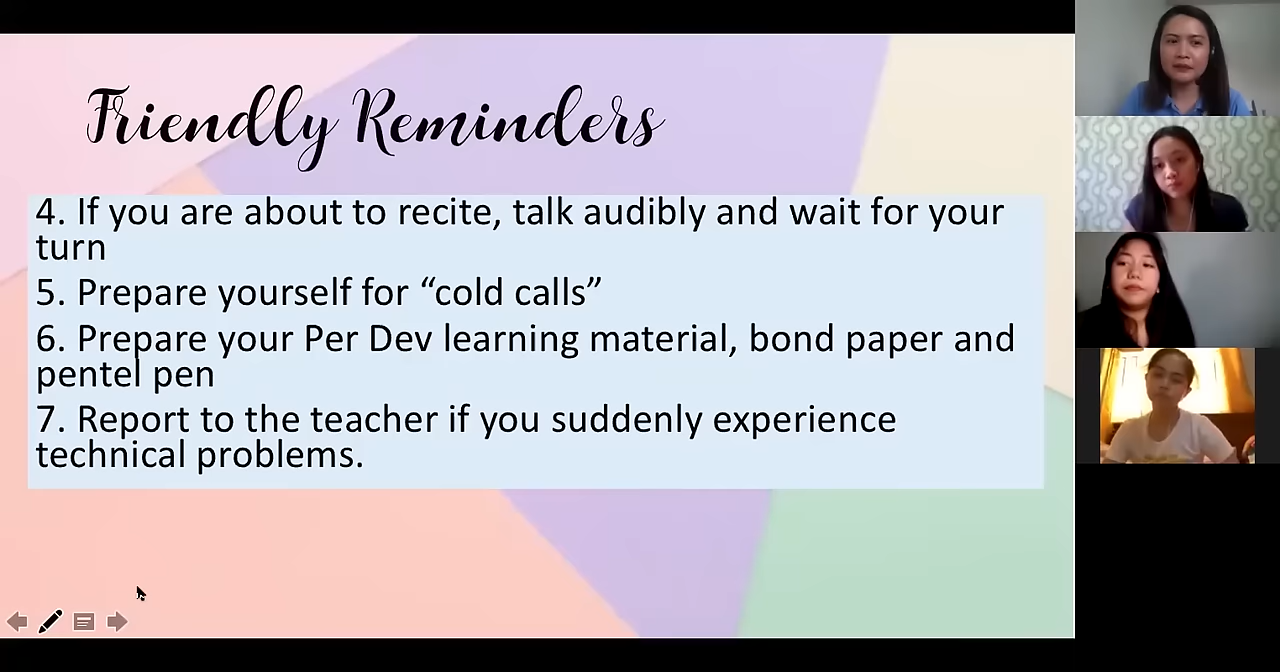 Friendly Reminders
4. If you are about to recite, talk audibly and wait for your
turn
5. Prepare yourself for “cold calls”
6. Prepare your Per Dev learning material, bond paper and
pentel pen
7. Report to the teacher if you suddenly experience
technical problems.